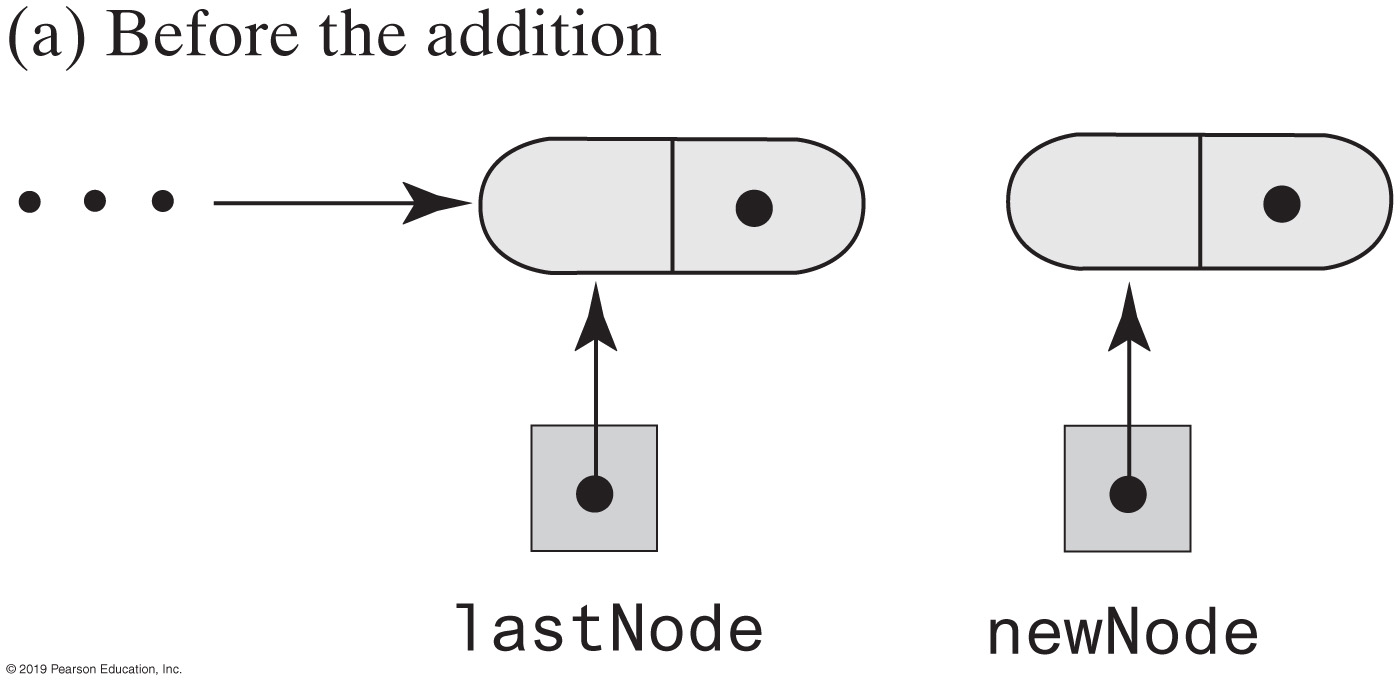 (a) Before the addition
lastNode
newNode
© 2019 Pearson Education, Inc.